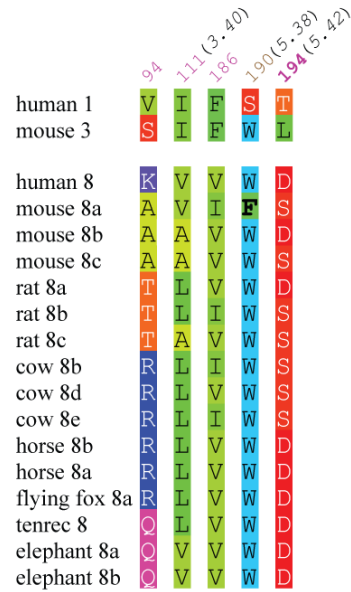 94 111(3.40) 186 190(5.38) 194(5.42)
human 1 V I F S T
mouse 3 S I F W L
human 8 K V V W D
mouse 8a A V I F S
mouse 8b A A V W D
mouse 8c A A V W S
rat 8a T L V W D
rat 8b T L I W S
rat 8c T A V W S
cow 8b R L I W S
cow 8d R L V W S
cow 8e R L I W S
horse 8b R L V W D
horse 8a R L V W D
flying fox 8a R L V W D
tenrec 8 Q L V W D
elephant 8a Q V V W D
elephant 8b Q V V W D